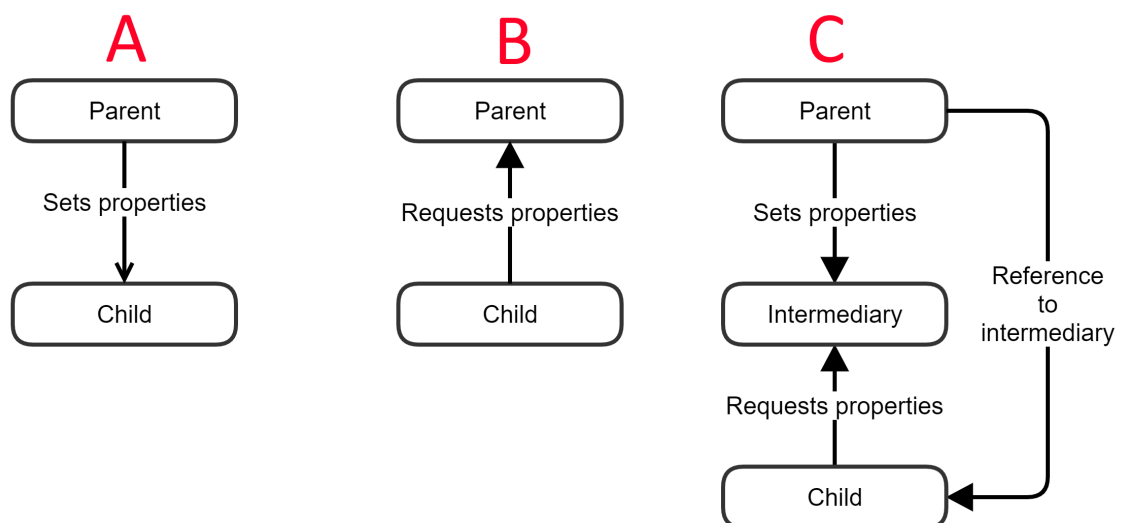 A
Parent
Sets properties
Child
B
Parent
Requests properties
Child
C
Parent
Sets properties
Intermediary
Requests properties
Child
Reference
to
intermediary